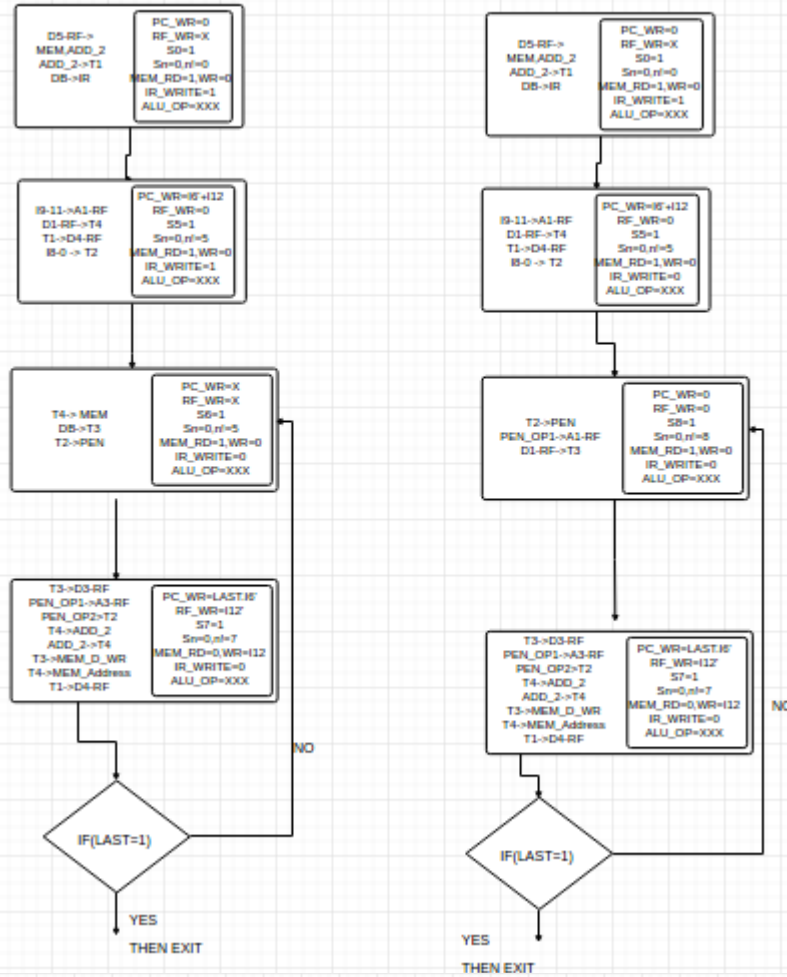 D5-RF->
MEM,ADD_2
ADD_2->T1
DB->IR
PC_WR=0
RF_WR=X
S0=1
Sn=0,n!=0
MEM_RD=1,WR=0
IR_WRITE=1
ALU_OP=XXX
I9-11->A1-RF
D1-RF->T4
T1->D4-RF
I8-0 -> T2
PC_WR=I6'+I12
RF_WR=0
S5=1
Sn=0,n!=5
MEM_RD=1,WR=0
IR_WRITE=1
ALU_OP=XXX
T4-> MEM
DB->T3
T2->PEN
PC_WR=X
RF_WR=X
S6=1
Sn=0,n!=5
MEM_RD=1,WR=0
IR_WRITE=0
ALU_OP=XXX
T3->D3-RF
PEN_OP1->A3-RF
PEN_OP2>T2
T4->ADD_2
ADD_2->T4
T3->MEM_D_WR
T4->MEM_Address
T1->D4-RF
PC_WR=LAST.I6'
RF_WR=I12'
S7=1
Sn=0,n!=7
MEM_RD=0,WR=I12
IR_WRITE=0
ALU_OP=XXX
NO
IF(LAST=1)
YES
THEN EXIT
D5-RF->
MEM,ADD_2
ADD_2->T1
DB->IR
PC_WR=0
RF_WR=X
S0=1
Sn=0,n!=0
MEM_RD=1,WR=0
IR_WRITE=1
ALU_OP=XXX
I9-11->A1-RF
D1-RF->T4
T1->D4-RF
I8-0 -> T2
PC_WR=I6'+I12
RF_WR=0
S5=1
Sn=0,n!=5
MEM_RD=1,WR=0
IR_WRITE=0
ALU_OP=XXX
T2->PEN
PEN_OP1->A1-RF
D1-RF->T3
PC_WR=0
RF_WR=0
S8=1
Sn=0,n!=8
MEM_RD=1,WR=0
IR_WRITE=0
ALU_OP=XXX
T3->D3-RF
PEN_OP1->A3-RF
PEN_OP2>T2
T4->ADD_2
ADD_2->T4
T3->MEM_D_WR
T4->MEM_Address
T1->D4-RF
PC_WR=LAST.I6'
RF_WR=I12'
S7=1
Sn=0,n!=7
MEM_RD=0,WR=I12
IR_WRITE=0
ALU_OP=XXX
NO
IF(LAST=1)
YES
THEN EXIT